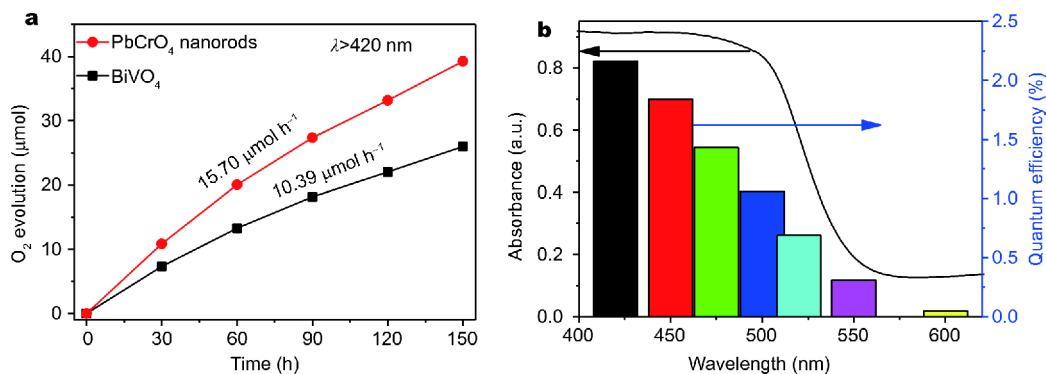 a
PbCrO₄ nanorods
BiVO₄
λ>420 nm
15.70 μmol h⁻¹
10.39 μmol h⁻¹
O₂ evolution (μmol)
40
30
20
10
0
0 30 60 90 120 150
Time (h)
b
Absorbance (a.u.)
0.8
0.6
0.4
0.2
0.0
400 450 500 550 600
Wavelength (nm)
2.5
2.0
1.5
1.0
0.5
0.0
Quantum efficiency (%)